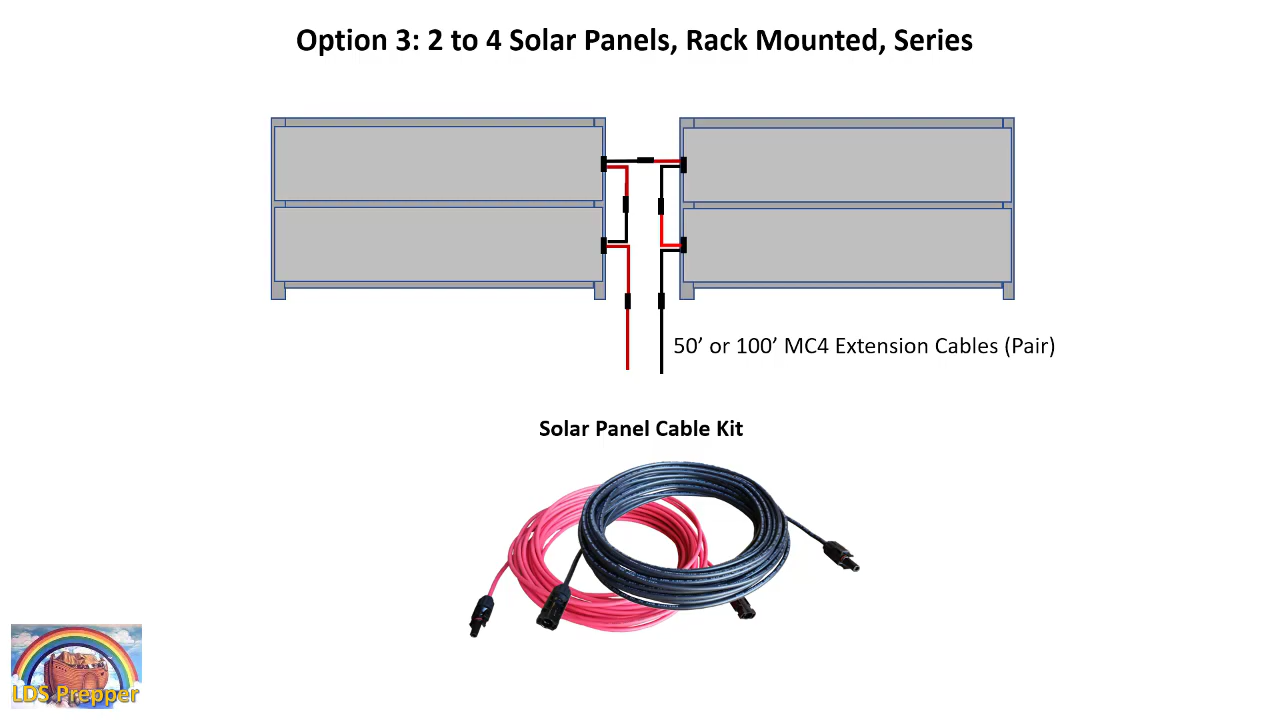 Option 3: 2 to 4 Solar Panels, Rack Mounted, Series
50’ or 100’ MC4 Extension Cables (Pair)
Solar Panel Cable Kit
LDS Prepper